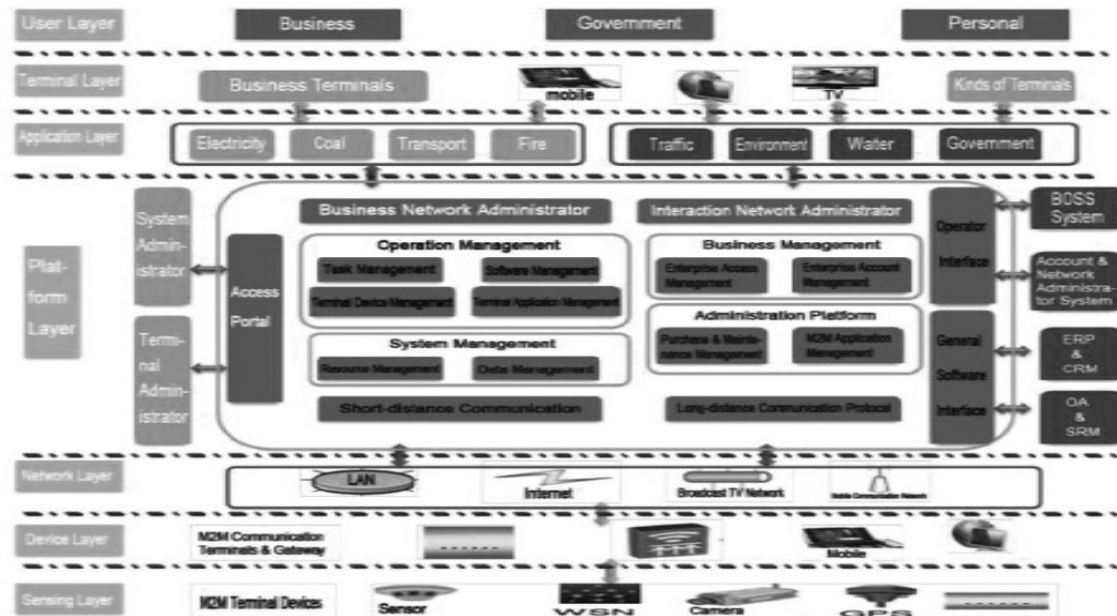 User Layer
Business
Government
Personal
Terminal Layer
Business Terminals
mobile
TV
Kinds of Terminals
Application Layer
Electricity
Coal
Transport
Fire
Traffic
Environment
Water
Government
Plat-
form
Layer
System
Admin-
istrator
Termi-
nal
Admin-
istrator
Access
Portal
Business Network Administrator
Interaction Network Administrator
Operation Management
Task Management
Software Management
Terminal Device Management
Terminal Application Management
System Management
Resource Management
Data Management
Business Management
Enterprise Access
Management
Enterprise Account
Management
Administration Platform
Purchase & Mainte-
nance Management
M2M Application
Management
Short-distance Communication
Long-distance Communication Protocol
Operator
Interface
General
Software
Interface
BOSS
System
Account &
Network
Administra-
tor System
ERP
&
CRM
OA
&
SRM
Network Layer
LAN
Internet
Broadcast TV Network
Mobile Communication Network
Device Layer
M2M Communication
Terminals & Gateway
Mobile
Sensing Layer
M2M Terminal Devices
Sensor
WSN
Camera
GPS